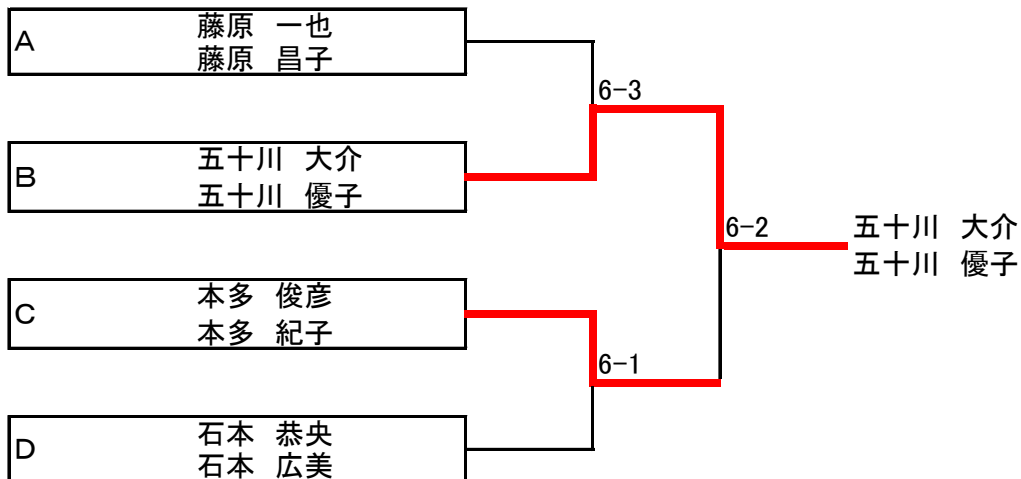 A
藤原　一也
藤原　昌子
6-3
B
五十川　大介
五十川　優子
6-2
五十川　大介
五十川　優子
C
本多　俊彦
本多　紀子
6-1
D
石本　恭央
石本　広美